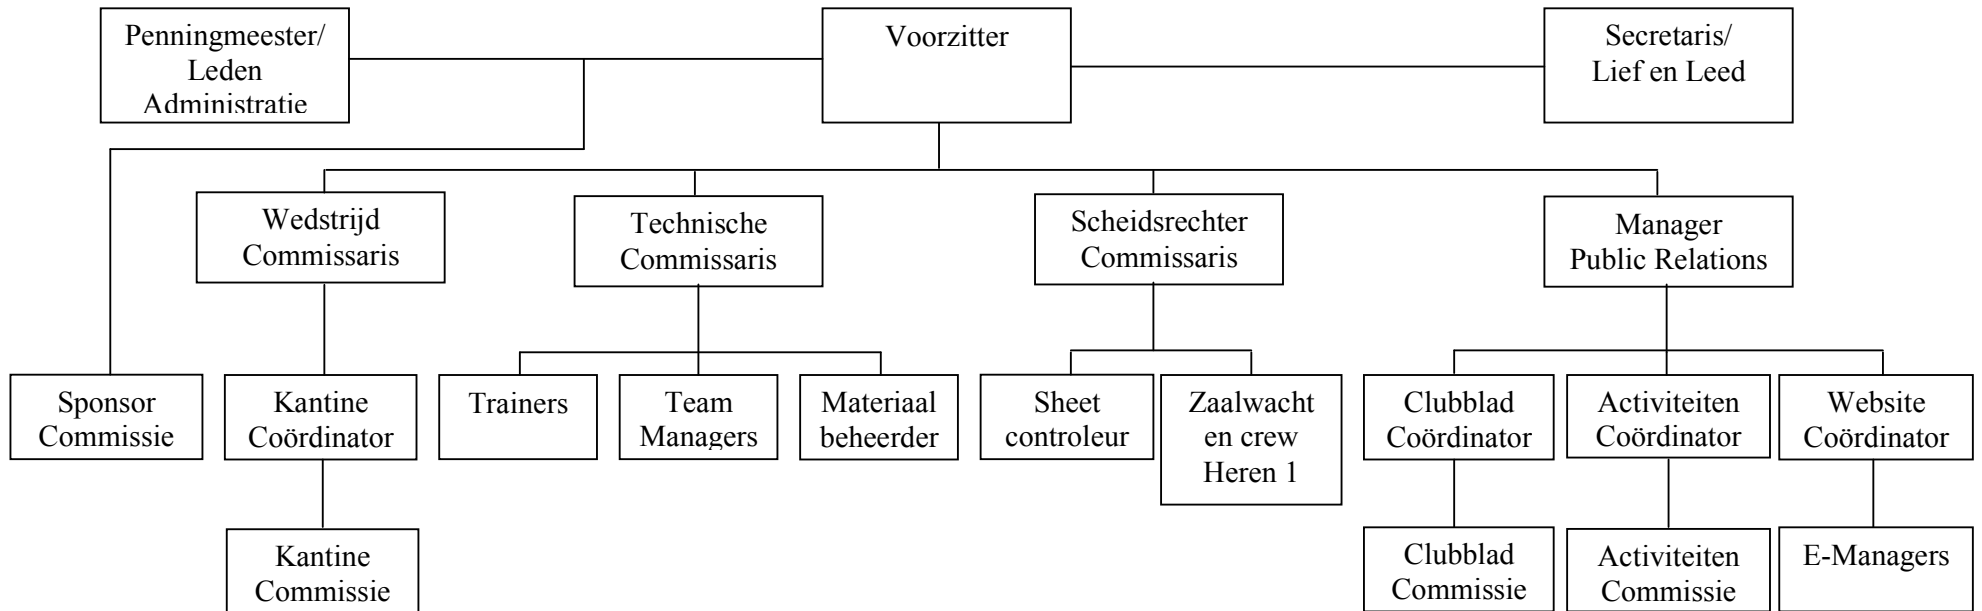 Penningmeester/
Leden
Administratie
Voorzitter
Secretaris/
Lief en Leed
Wedstrijd
Commissaris
Technische
Commissaris
Scheidsrechter
Commissaris
Manager
Public Relations
Sponsor
Commissie
Kantine
Coördinator
Trainers
Team
Managers
Materiaal
beheerder
Sheet
controleur
Zaalwacht
en crew
Heren 1
Clubblad
Coördinator
Activiteiten
Coördinator
Website
Coördinator
Kantine
Commissie
Clubblad
Commissie
Activiteiten
Commissie
E-Managers